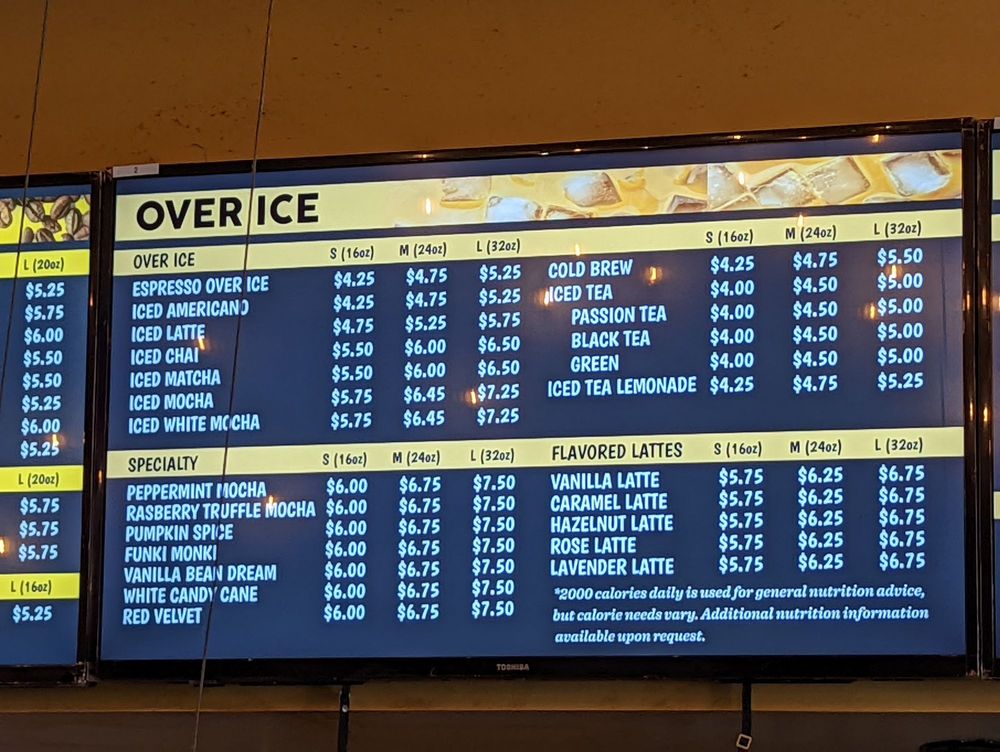 2
OVER ICE
L (20oz)
$5.25
$5.75
$6.00
$5.50
$5.50
$5.25
$6.00
$5.25
L (20oz)
$5.75
$5.75
$5.75
L (16oz)
$5.25
OVER ICE S (16oz) M (24oz) L (32oz)
ESPRESSO OVER ICE $4.25 $4.75 $5.25
ICED AMERICANO $4.25 $4.75 $5.25
ICED LATTE $4.75 $5.25 $5.75
ICED CHAI $5.50 $6.00 $6.50
ICED MATCHA $5.50 $6.00 $6.50
ICED MOCHA $5.75 $6.45 $7.25
ICED WHITE MOCHA $5.75 $6.45 $7.25
S (16oz) M (24oz) L (32oz)
COLD BREW $4.25 $4.75 $5.50
ICED TEA $4.00 $4.50 $5.00
PASSION TEA $4.00 $4.50 $5.00
BLACK TEA $4.00 $4.50 $5.00
GREEN $4.00 $4.50 $5.00
ICED TEA LEMONADE $4.25 $4.75 $5.25
SPECIALTY S (16oz) M (24oz) L (32oz)
PEPPERMINT MOCHA $6.00 $6.75 $7.50
RASBERRY TRUFFLE MOCHA $6.00 $6.75 $7.50
PUMPKIN SPICE $6.00 $6.75 $7.50
FUNKI MONKI $6.00 $6.75 $7.50
VANILLA BEAN DREAM $6.00 $6.75 $7.50
WHITE CANDY CANE $6.00 $6.75 $7.50
RED VELVET $6.00 $6.75 $7.50
FLAVORED LATTES S (16oz) M (24oz) L (32oz)
VANILLA LATTE $5.75 $6.25 $6.75
CARAMEL LATTE $5.75 $6.25 $6.75
HAZELNUT LATTE $5.75 $6.25 $6.75
ROSE LATTE $5.75 $6.25 $6.75
LAVENDER LATTE $5.75 $6.25 $6.75
*2000 calories daily is used for general nutrition advice,
but calorie needs vary. Additional nutrition information
available upon request.
TOSHIBA